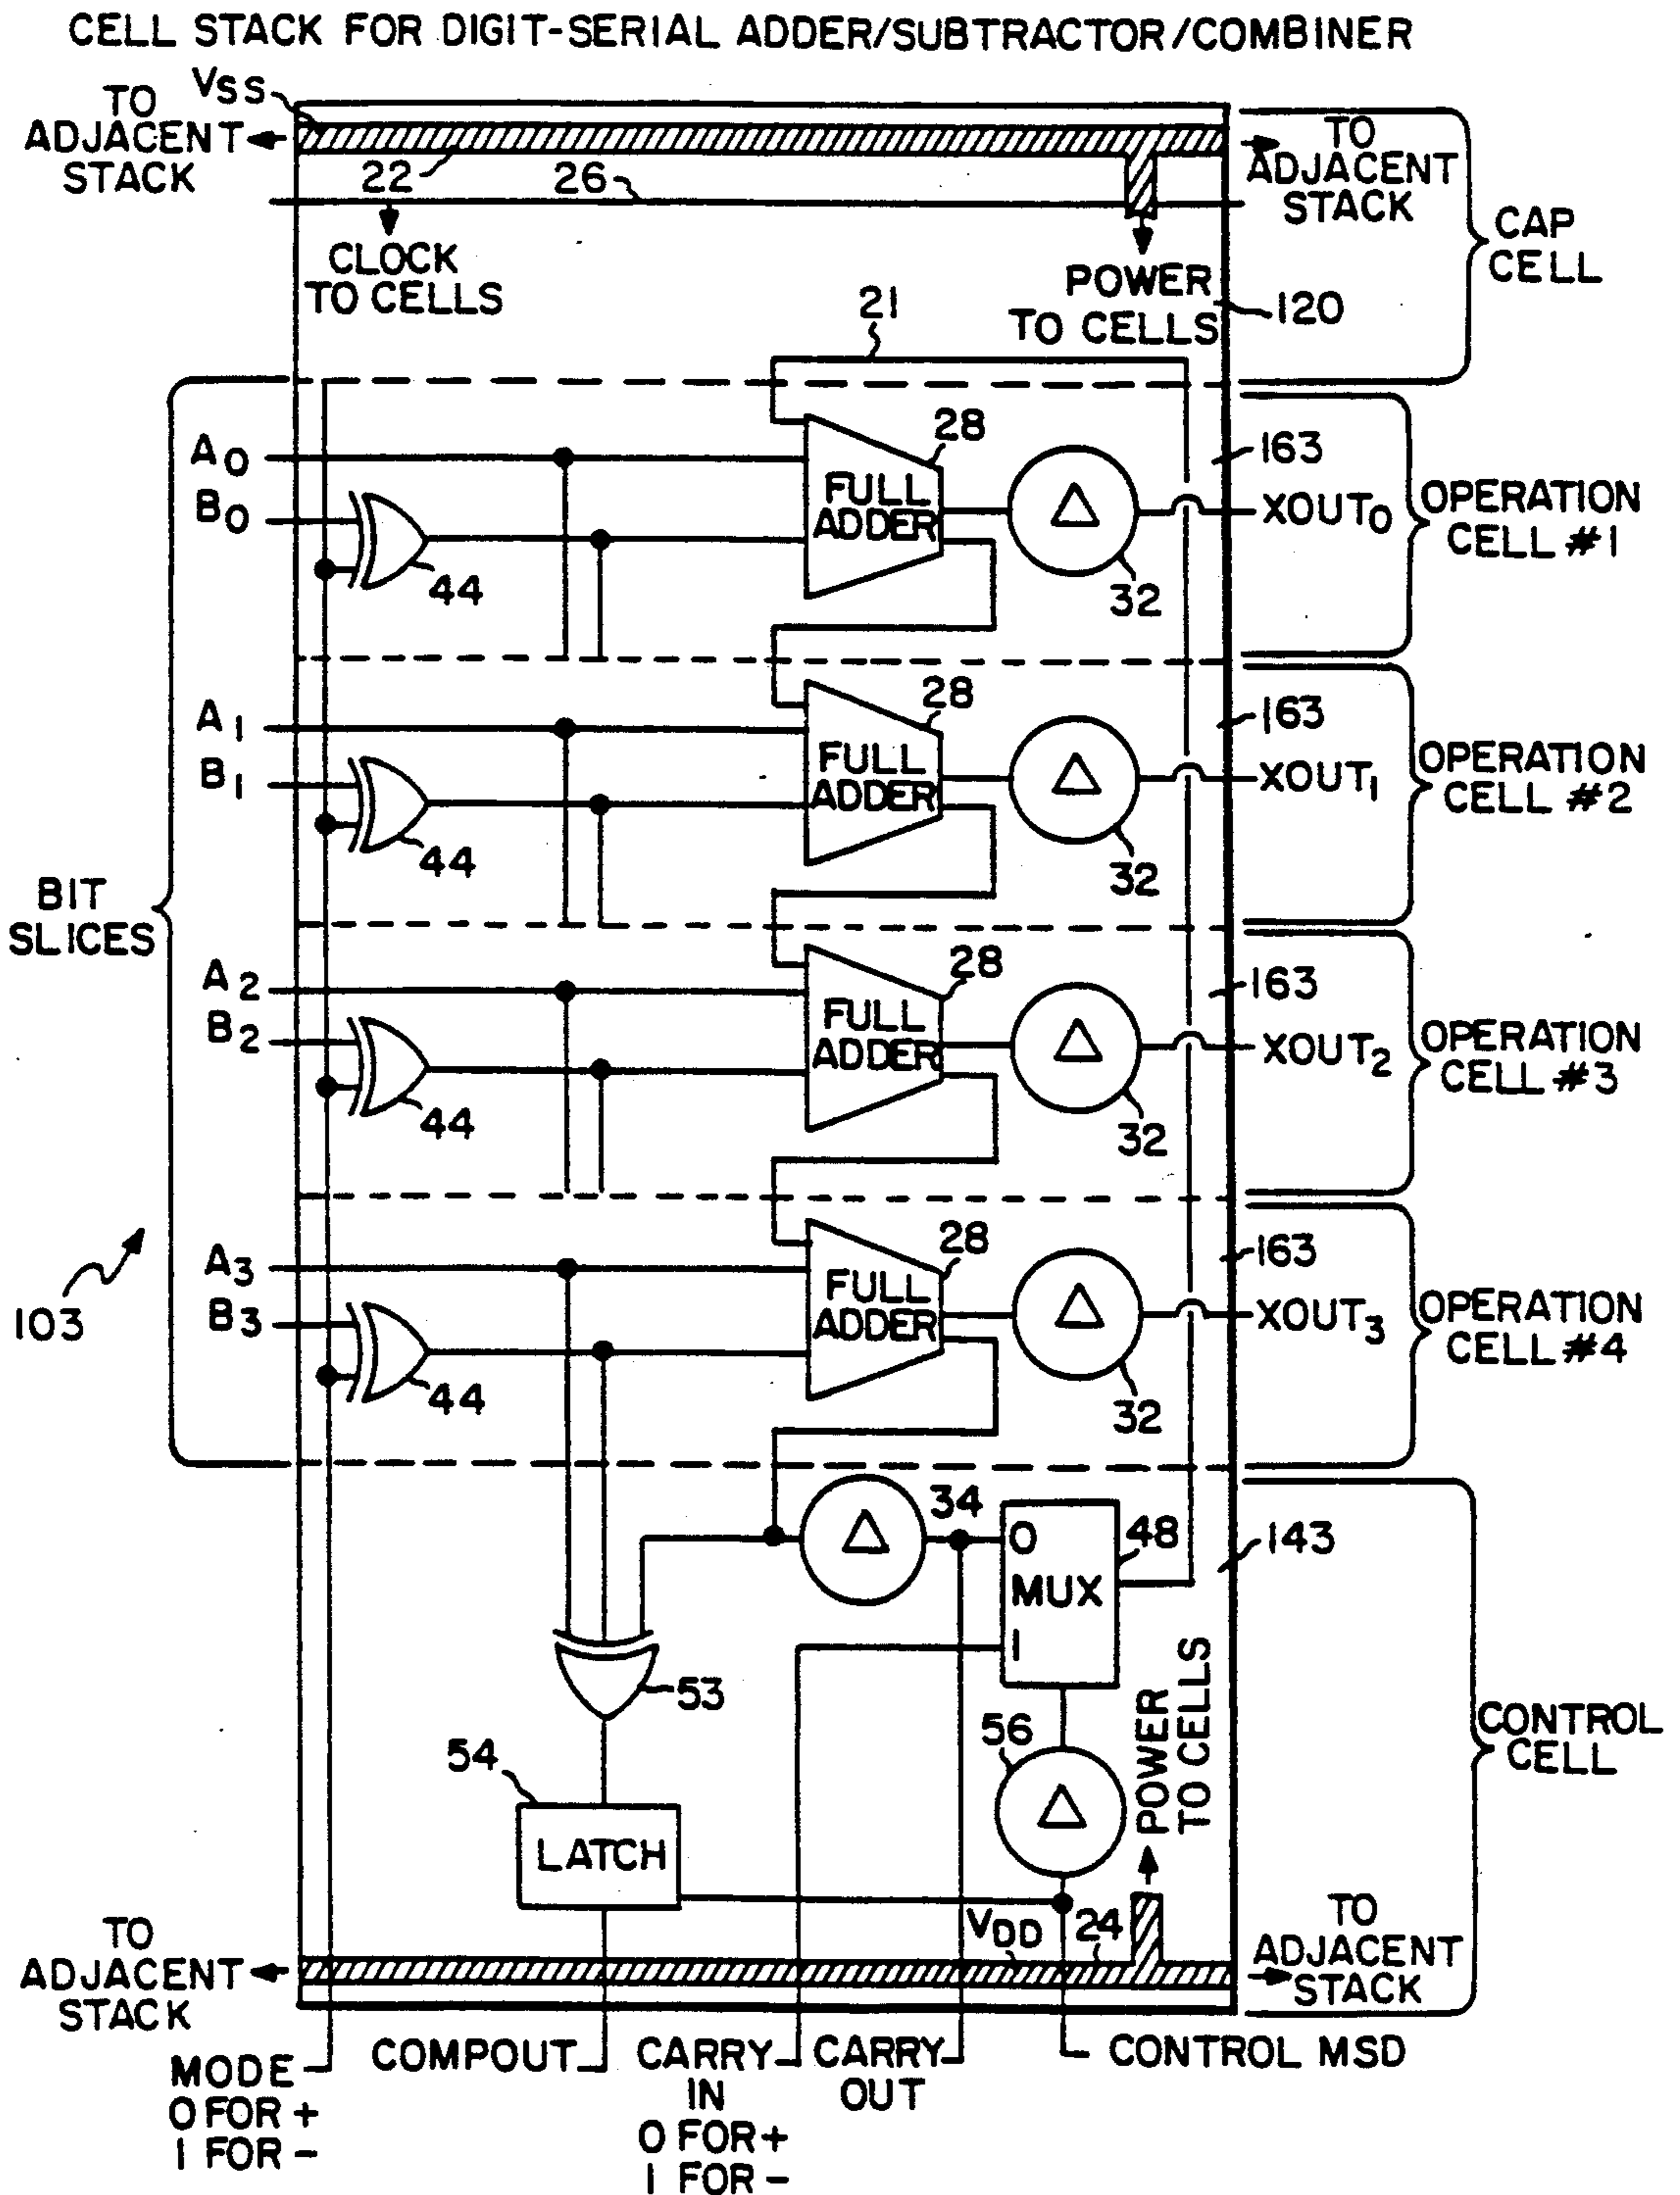 CELL STACK FOR DIGIT-SERIAL ADDER/SUBTRACTOR/COMBINER
VSS
TO
ADJACENT
STACK
22
26
TO
ADJACENT
STACK
CAP
CELL
CLOCK
TO CELLS
POWER
TO CELLS
120
21
A0
B0
44
FULL
ADDER
28
Δ
32
163
XOUT0
OPERATION
CELL #1
A1
B1
44
FULL
ADDER
28
Δ
32
163
XOUT1
OPERATION
CELL #2
BIT
SLICES
A2
B2
44
FULL
ADDER
28
Δ
32
163
XOUT2
OPERATION
CELL #3
103
A3
B3
44
FULL
ADDER
28
Δ
32
163
XOUT3
OPERATION
CELL #4
Δ
34
0
MUX
1
48
143
53
54
LATCH
56
Δ
POWER
TO CELLS
CONTROL
CELL
VDD
24
TO
ADJACENT
STACK
TO
ADJACENT
STACK
MODE
0 FOR +
1 FOR -
COMPOUT
CARRY
IN
0 FOR +
1 FOR -
CARRY
OUT
CONTROL MSD